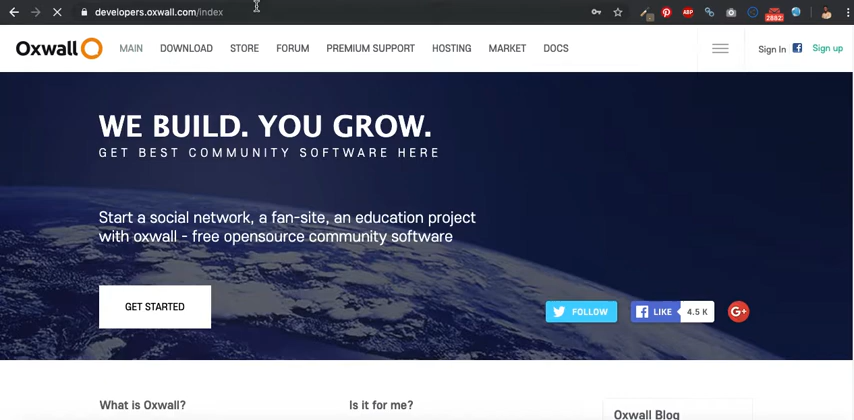 developers.oxwall.com/index
ABP
2882
Oxwall
MAIN DOWNLOAD STORE FORUM PREMIUM SUPPORT HOSTING MARKET DOCS
Sign In Sign up
WE BUILD. YOU GROW.
GET BEST COMMUNITY SOFTWARE HERE
Start a social network, a fan-site, an education project
with oxwall - free opensource community software
GET STARTED
FOLLOW
LIKE 4.5 K
G+
What is Oxwall?
Is it for me?
Oxwall Blog